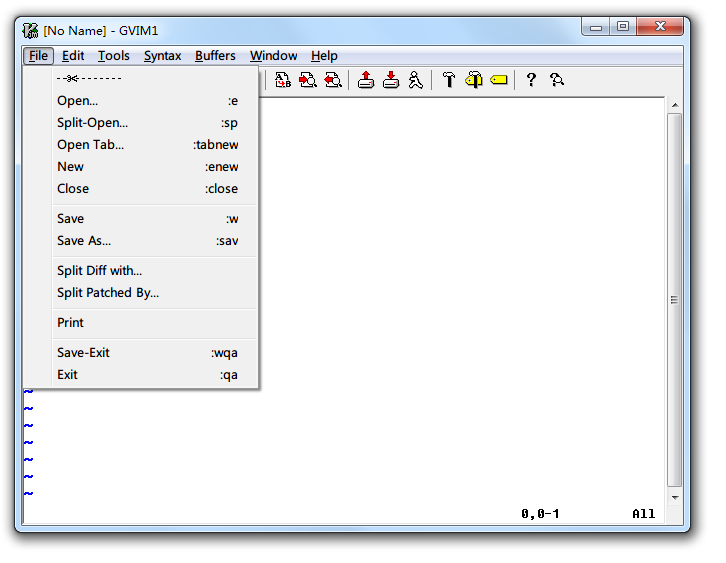 [No Name] - GVIM1
File Edit Tools Syntax Buffers Window Help
Open... :e
Split-Open... :sp
Open Tab... :tabnew
New :enew
Close :close
Save :w
Save As... :sav
Split Diff with...
Split Patched By...
Print
Save-Exit :wqa
Exit :qa
~
~
~
~
~
~
~
0,0-1 All